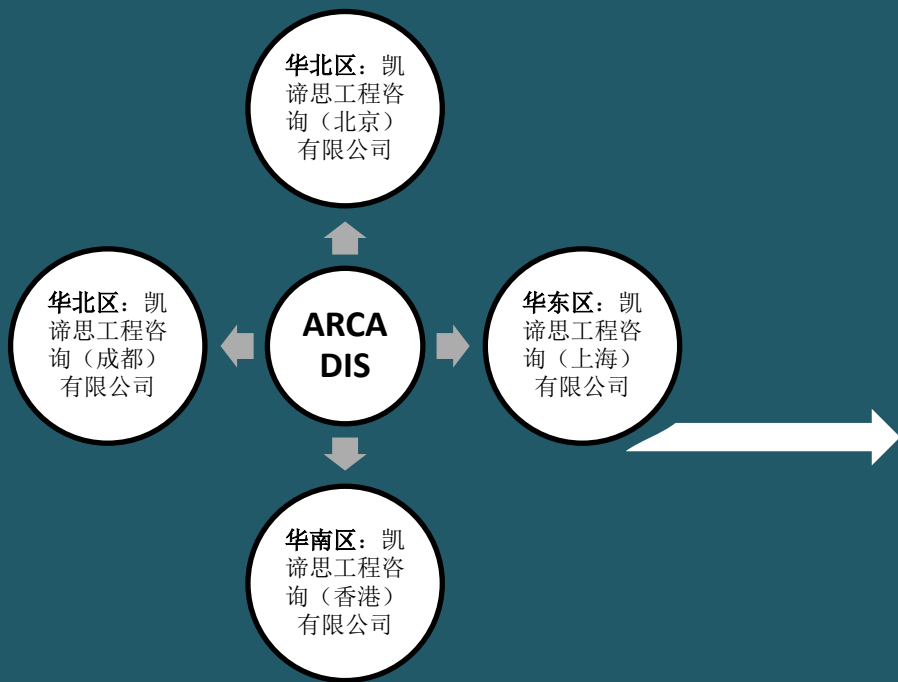 华北区：凯
谛思工程咨
询（北京）
有限公司
华北区：凯
谛思工程咨
询（成都）
有限公司
ARCA
DIS
华东区：凯
谛思工程咨
询（上海）
有限公司
华南区：凯
谛思工程咨
询（香港）
有限公司